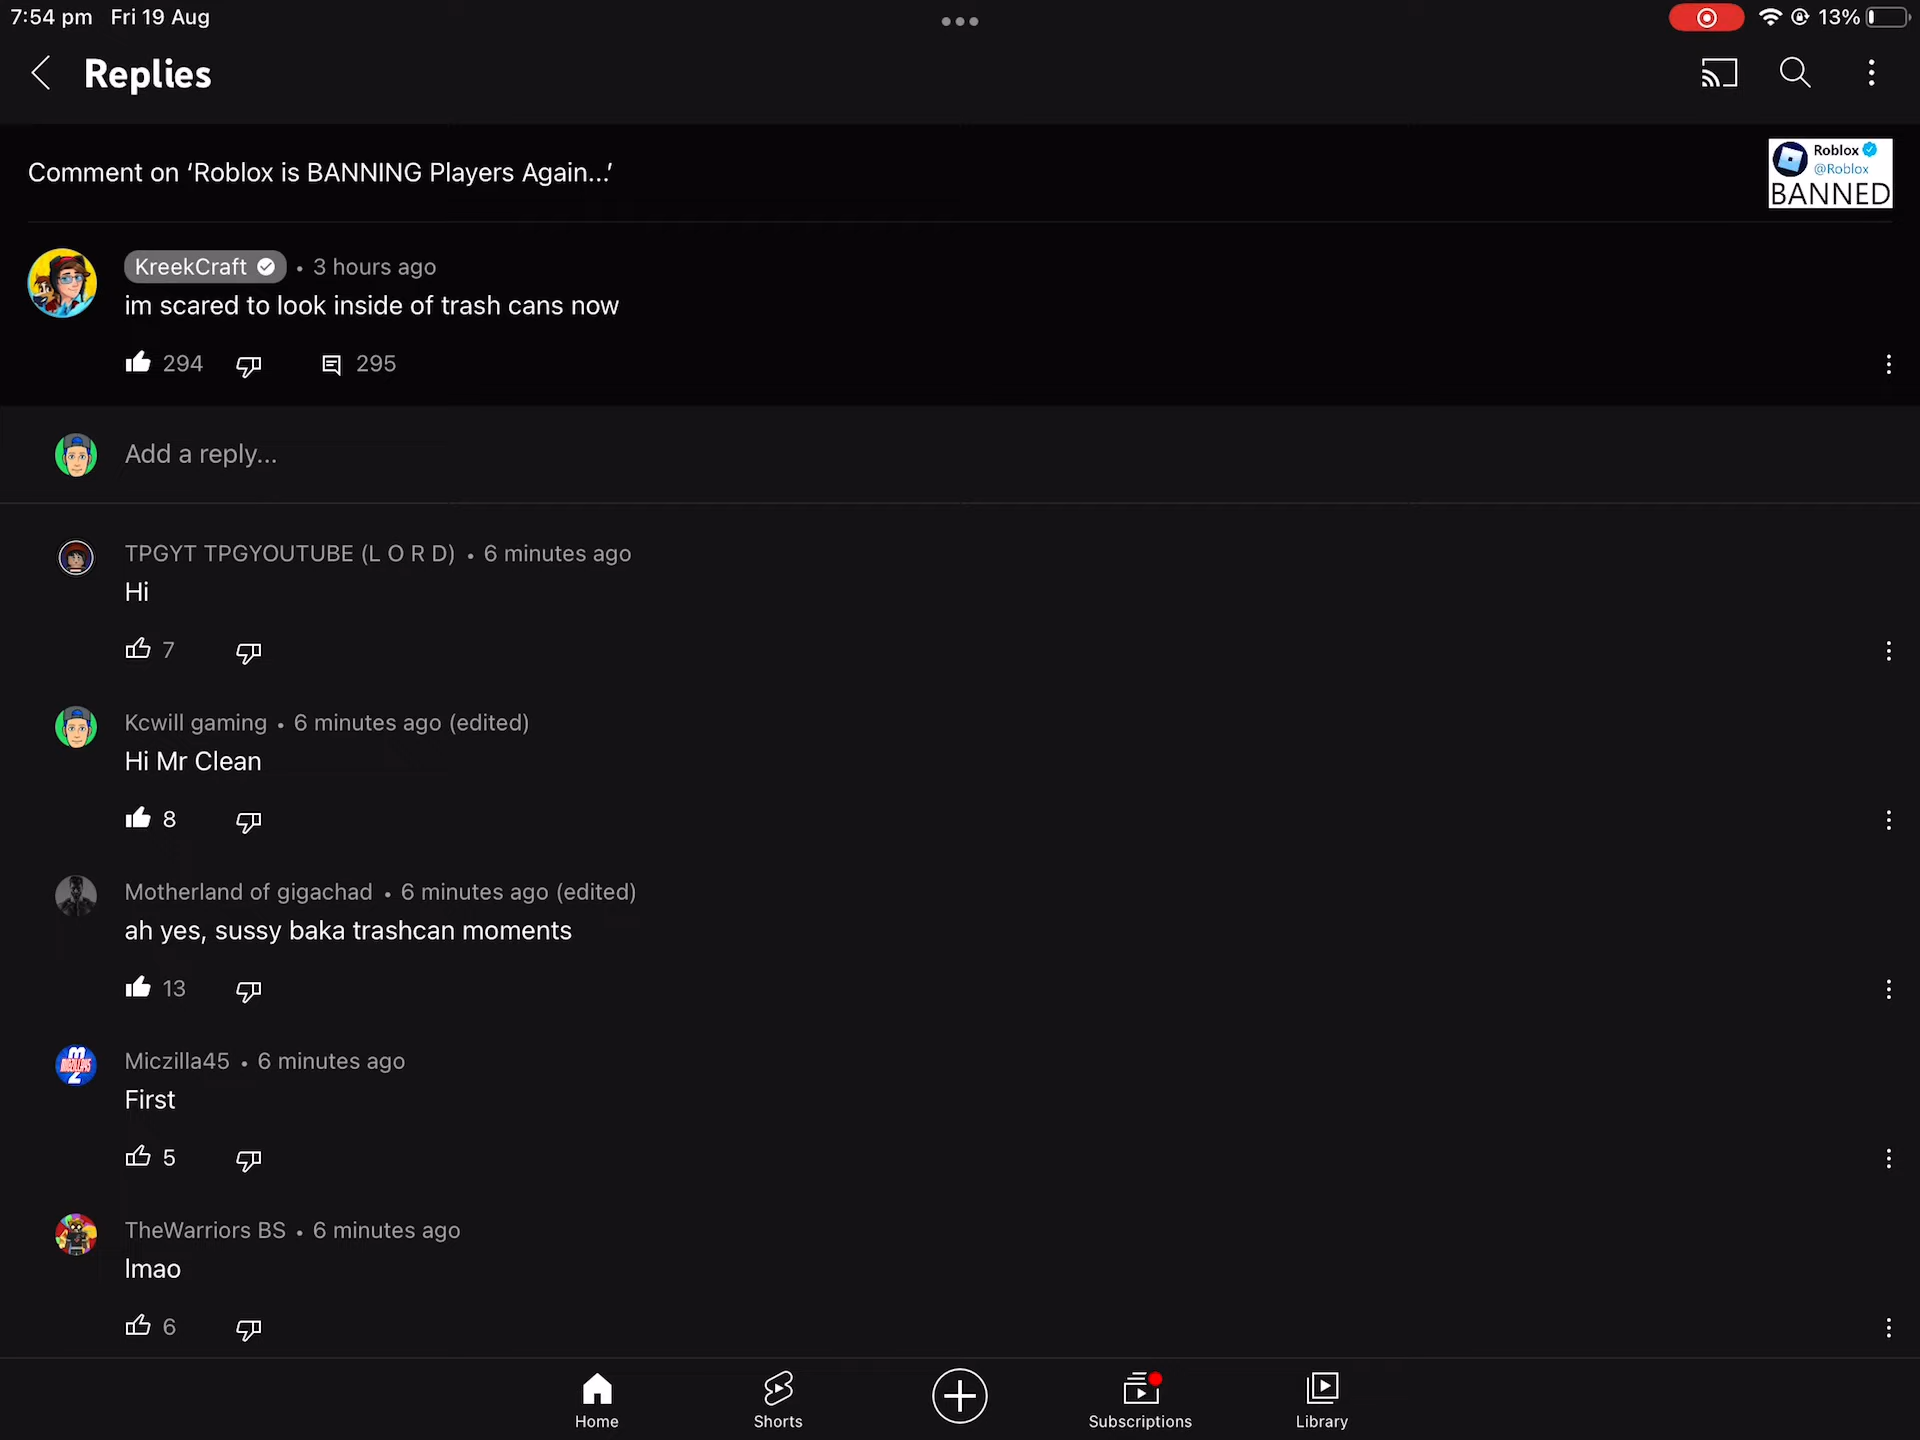 7:54 pm Fri 19 Aug
13%
Replies
Comment on ‘Roblox is BANNING Players Again...’
Roblox
@Roblox
BANNED
KreekCraft • 3 hours ago
im scared to look inside of trash cans now
294 295
Add a reply...
TPGYT TPGYOUTUBE (L O R D) • 6 minutes ago
Hi
7
Kcwill gaming • 6 minutes ago (edited)
Hi Mr Clean
8
Motherland of gigachad • 6 minutes ago (edited)
ah yes, sussy baka trashcan moments
13
Miczilla45 • 6 minutes ago
First
5
TheWarriors BS • 6 minutes ago
lmao
6
Home Shorts Subscriptions Library